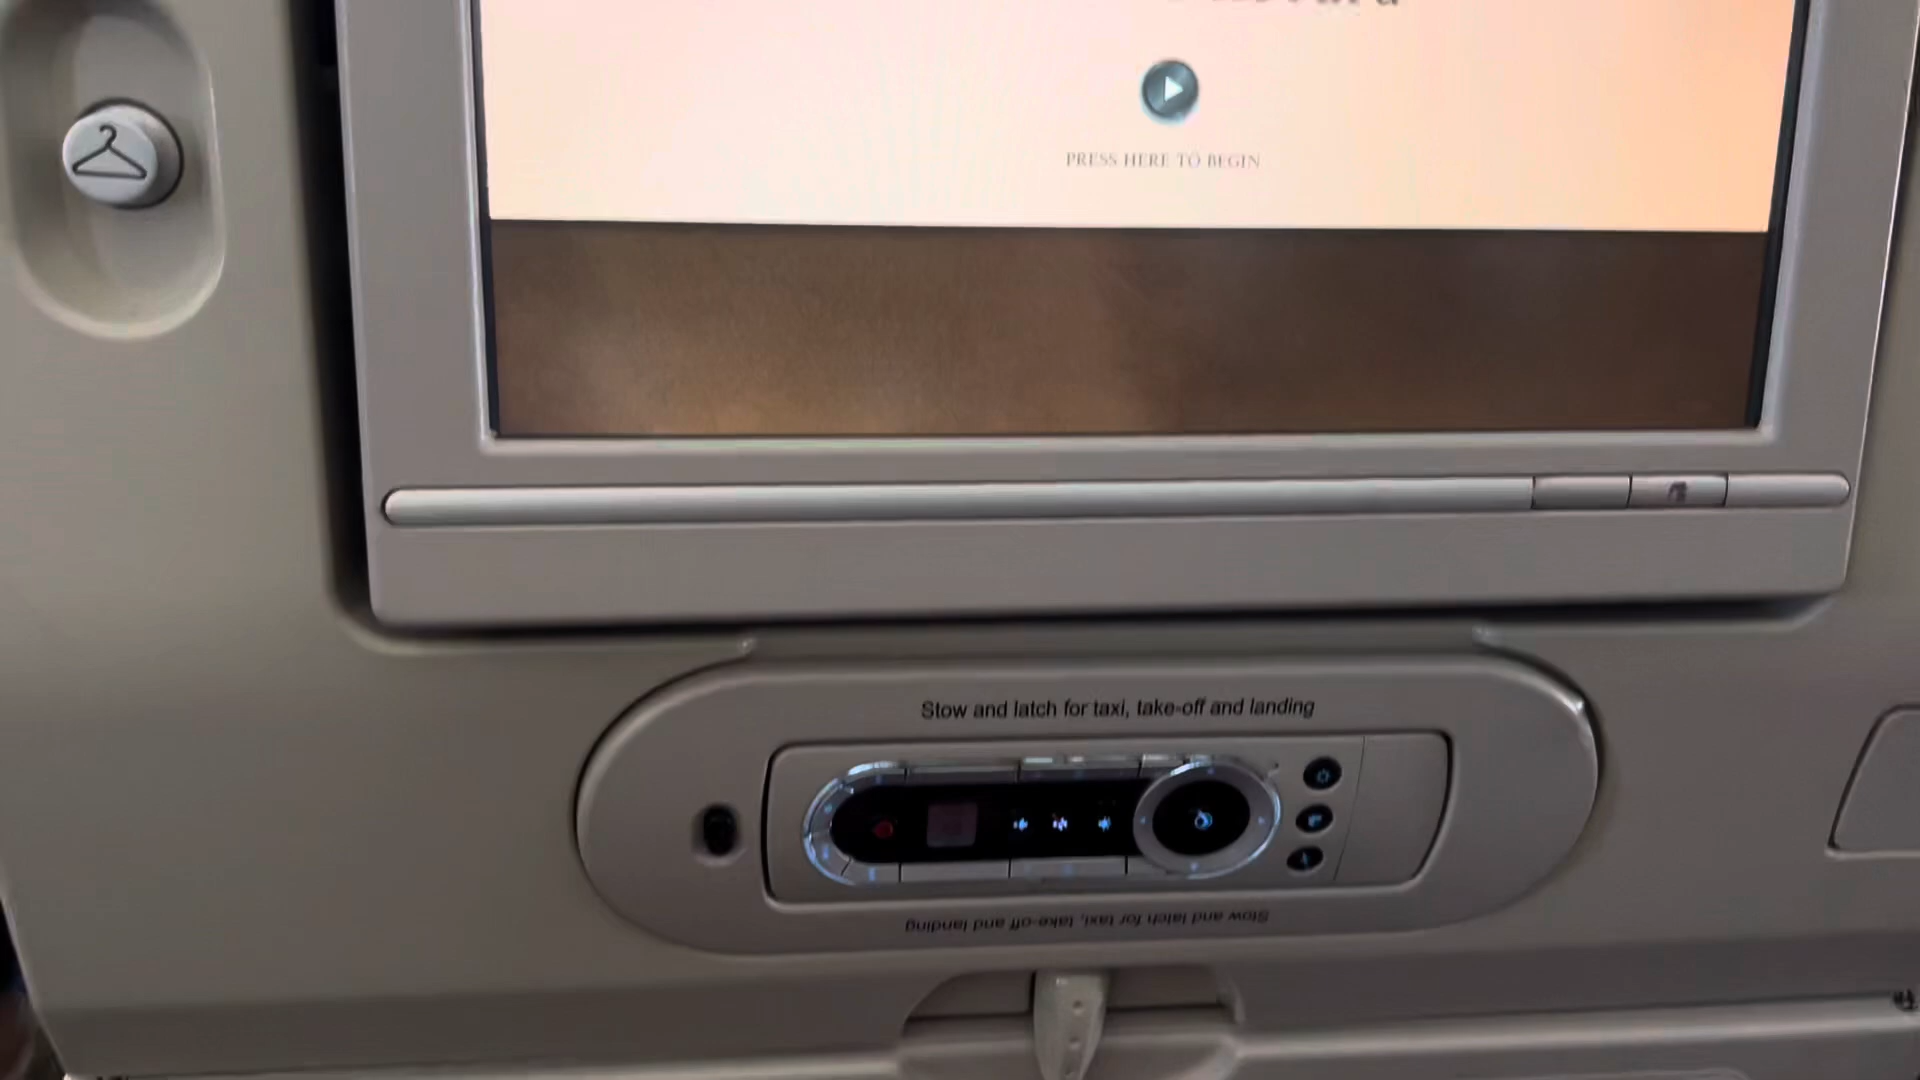 PRESS HERE TO BEGIN
Stow and latch for taxi, take-off and landing
Stow and latch for taxi, take-off and landing